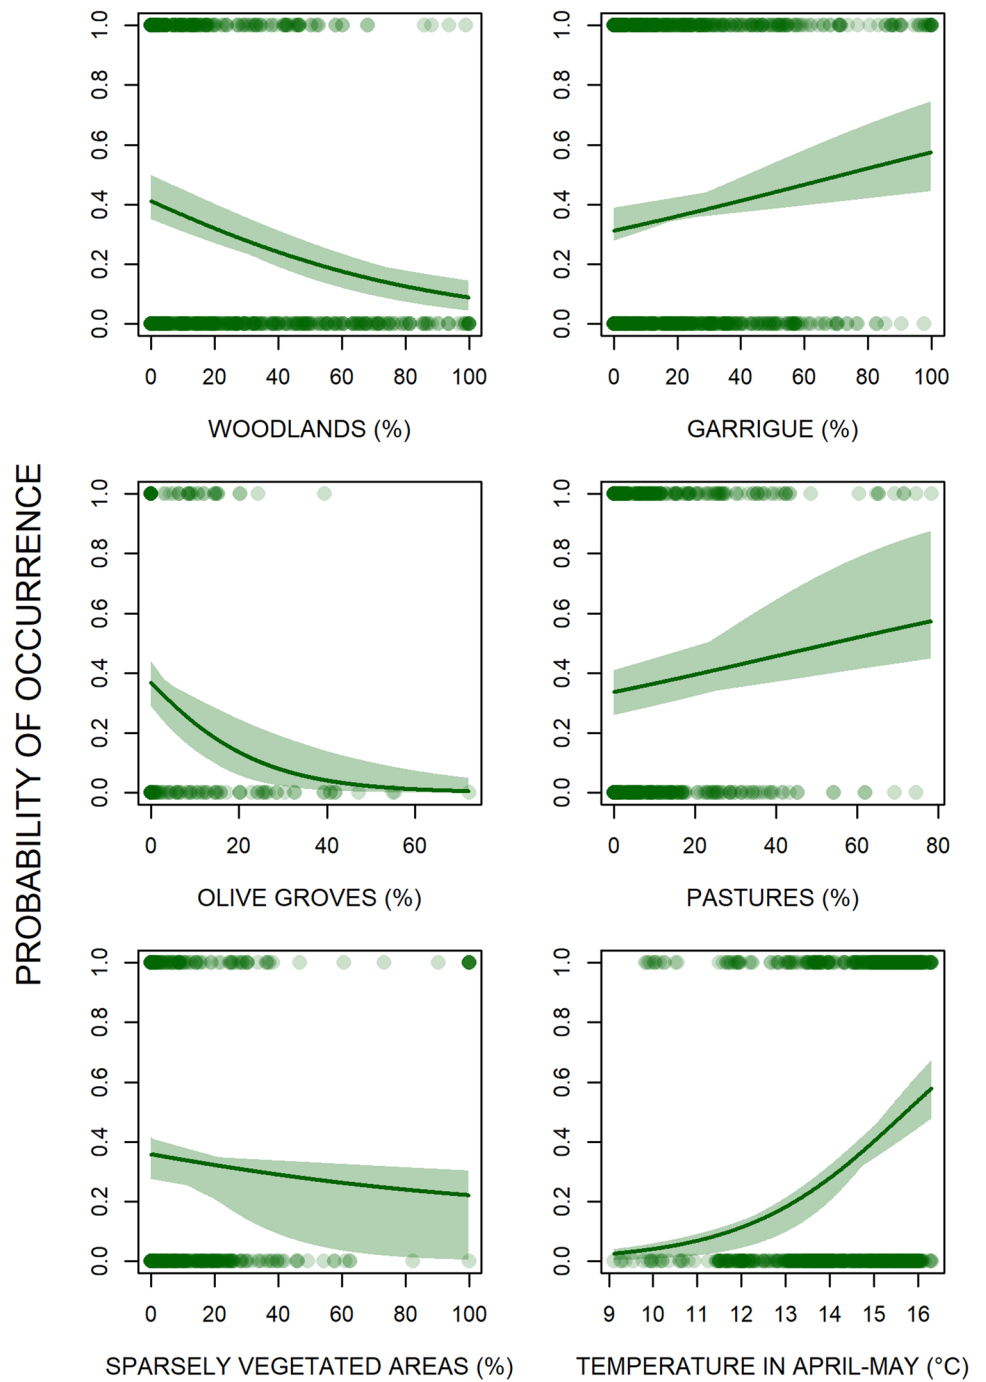 PROBABILITY OF OCCURRENCE
1.0
0.8
0.6
0.4
0.2
0.0
0 20 40 60 80 100
WOODLANDS (%)
1.0
0.8
0.6
0.4
0.2
0.0
0 20 40 60 80 100
GARRIGUE (%)
1.0
0.8
0.6
0.4
0.2
0.0
0 20 40 60
OLIVE GROVES (%)
1.0
0.8
0.6
0.4
0.2
0.0
0 20 40 60 80
PASTURES (%)
1.0
0.8
0.6
0.4
0.2
0.0
0 20 40 60 80 100
SPARSELY VEGETATED AREAS (%)
1.0
0.8
0.6
0.4
0.2
0.0
9 10 11 12 13 14 15 16
TEMPERATURE IN APRIL-MAY (°C)